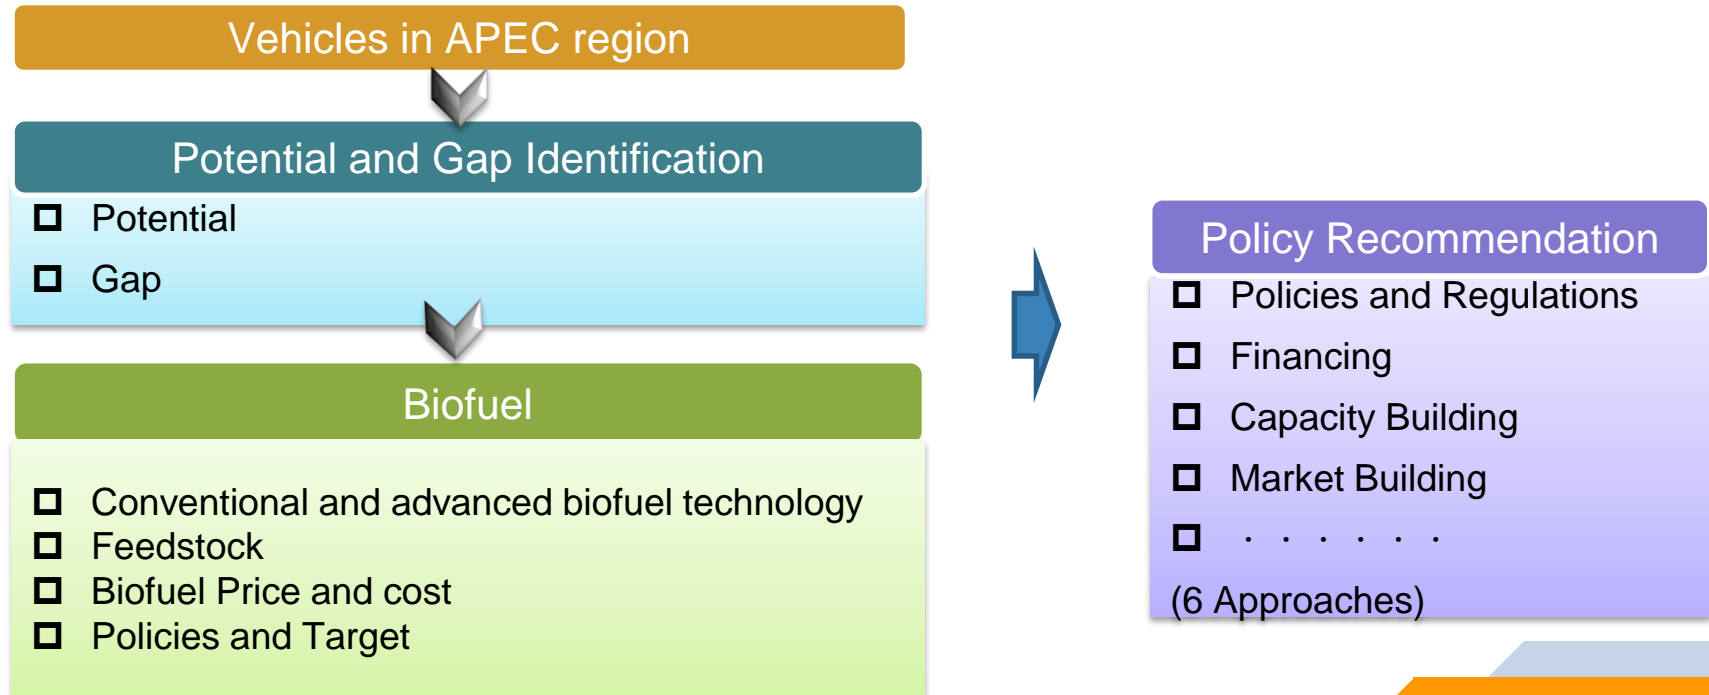 Vehicles in APEC region
Potential and Gap Identification
Potential
Gap
Biofuel
Conventional and advanced biofuel technology
Feedstock
Biofuel Price and cost
Policies and Target
Policy Recommendation
Policies and Regulations
Financing
Capacity Building
Market Building
· · · · · ·
(6 Approaches)